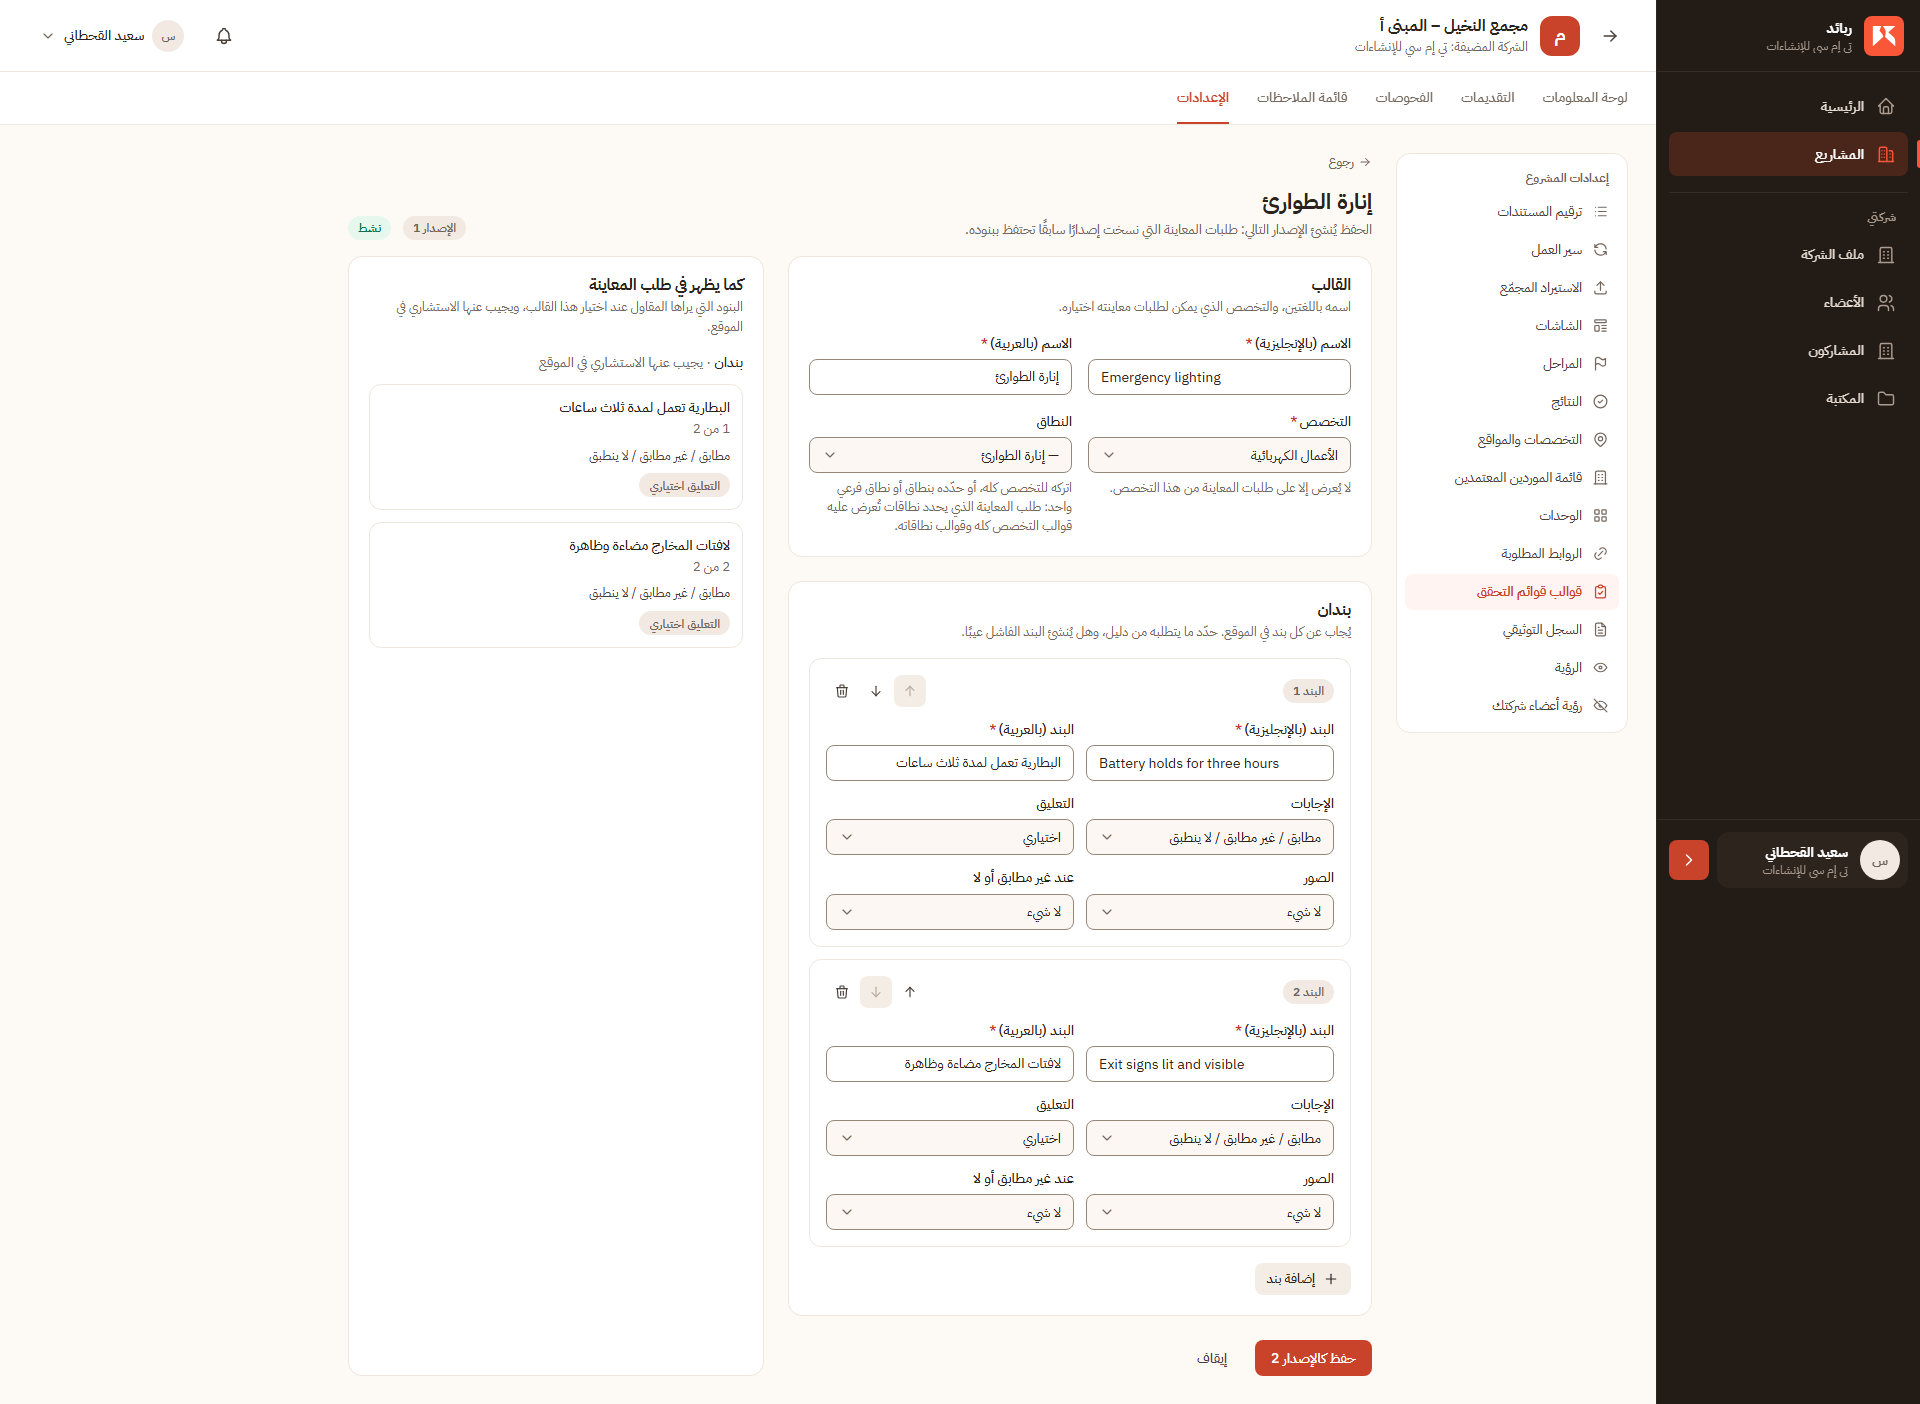 ربائد
تي إم سي للإنشاءات
الرئيسية
المشاريع
شركتي
ملف الشركة
الأعضاء
المشاركون
المكتبة
س
سعيد القحطاني
تي إم سي للإنشاءات
م
مجمع النخيل – المبنى أ
الشركة المضيفة: تي إم سي للإنشاءات
س
سعيد القحطاني
لوحة المعلومات
التقديمات
الفحوصات
قائمة الملاحظات
الإعدادات
إعدادات المشروع
ترقيم المستندات
سير العمل
الاستيراد المجمّع
الشاشات
المراحل
النتائج
التخصصات والمواقع
قائمة الموردين المعتمدين
الوحدات
الروابط المطلوبة
قوالب قوائم التحقق
السجل التوثيقي
الرؤية
رؤية أعضاء شركتك
رجوع
إنارة الطوارئ
الحفظ يُنشئ الإصدار التالي: طلبات المعاينة التي نسخت إصدارًا سابقًا تحتفظ ببنوده.
الإصدار 1
نشط
القالب
اسمه باللغتين، والتخصص الذي يمكن لطلبات معاينته اختياره.
الاسم (بالإنجليزية) *
الاسم (بالعربية) *
Emergency lighting
إنارة الطوارئ
التخصص *
النطاق
الأعمال الكهربائية
— إنارة الطوارئ
لا يُعرض إلا على طلبات المعاينة من هذا التخصص.
اتركه للتخصص كله، أو حدّده بنطاق أو نطاق فرعي
واحد: طلب المعاينة الذي يحدد نطاقات تُعرض عليه
قوالب التخصص كله وقوالب نطاقاته.
بندان
يُجاب عن كل بند في الموقع. حدّد ما يتطلبه من دليل، وهل يُنشئ البند الفاشل عيبًا.
البند 1
البند (بالإنجليزية) *
البند (بالعربية) *
Battery holds for three hours
البطارية تعمل لمدة ثلاث ساعات
الإجابات
التعليق
مطابق / غير مطابق / لا ينطبق
اختياري
الصور
عند غير مطابق أو لا
لا شيء
لا شيء
البند 2
البند (بالإنجليزية) *
البند (بالعربية) *
Exit signs lit and visible
لافتات المخارج مضاءة وظاهرة
الإجابات
التعليق
مطابق / غير مطابق / لا ينطبق
اختياري
الصور
عند غير مطابق أو لا
لا شيء
لا شيء
إضافة بند
حفظ كالإصدار 2
إيقاف
كما يظهر في طلب المعاينة
البنود التي يراها المقاول عند اختيار هذا القالب، ويجيب عنها الاستشاري في
الموقع.
بندان · يجيب عنها الاستشاري في الموقع
البطارية تعمل لمدة ثلاث ساعات
1 من 2
مطابق / غير مطابق / لا ينطبق
التعليق اختياري
لافتات المخارج مضاءة وظاهرة
2 من 2
مطابق / غير مطابق / لا ينطبق
التعليق اختياري